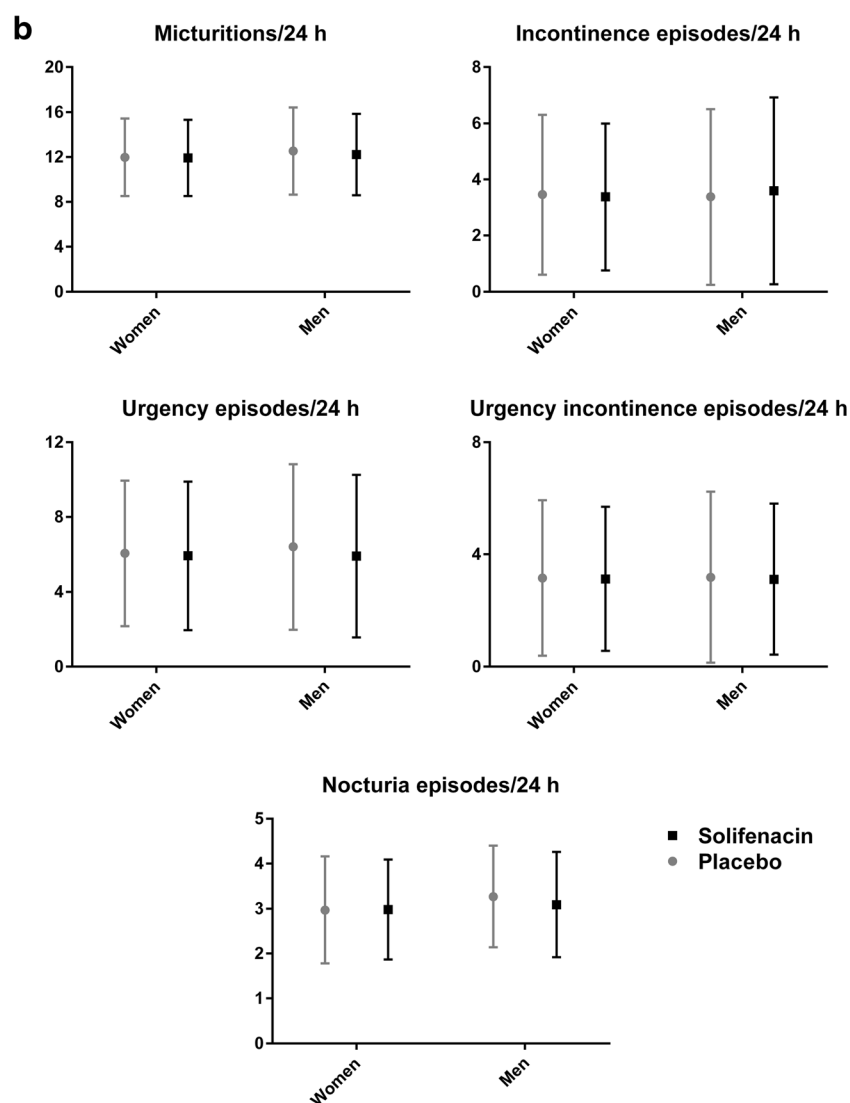 b
Micturitions/24 h
20
16
12
8
4
0
Women
Men
Incontinence episodes/24 h
8
6
4
2
0
Women
Men
Urgency episodes/24 h
12
8
4
0
Women
Men
Urgency incontinence episodes/24 h
8
4
0
Women
Men
Nocturia episodes/24 h
5
4
3
2
1
0
Women
Men
Solifenacin
Placebo